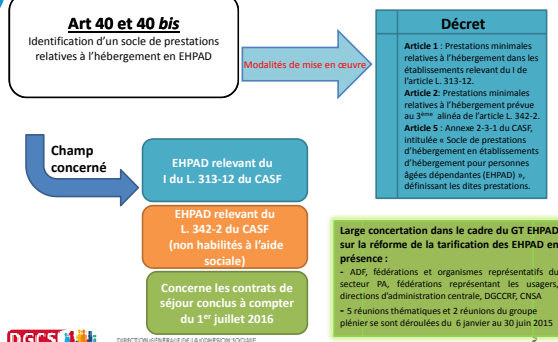 Art 40 et 40 bis
Identification d'un socle de prestations
relatives à l'hébergement en EHPAD
Modalités de mise en œuvre
Décret
Article 1 : Prestations minimales
relatives à l'hébergement dans les
établissements relevant du I de
l'article L. 313-12.
Article 2: Prestations minimales
relatives à l'hébergement prévue
au 3ème alinéa de l'article L. 342-2.
Article 5 : Annexe 2-3-1 du CASF,
intitulée « Socle de prestations
d'hébergement en établissements
d'hébergement pour personnes
âgées dépendantes (EHPAD) »,
définissant les dites prestations.
Champ
concerné
EHPAD relevant du
I du L. 313-12 du CASF
EHPAD relevant du
L. 342-2 du CASF
(non habilités à l'aide
sociale)
Concerne les contrats de
séjour conclus à compter
du 1er juillet 2016
Large concertation dans le cadre du GT EHPAD
sur la réforme de la tarification des EHPAD en
présence :
- ADF, fédérations et organismes représentatifs du
secteur PA, fédérations représentant les usagers,
directions d'administration centrale, DGCCRF, CNSA
- 5 réunions thématiques et 2 réunions du groupe
plénier se sont déroulées du 6 janvier au 30 juin 2015
DGCS
DIRECTION GÉNÉRALE DE LA COHÉSION SOCIALE